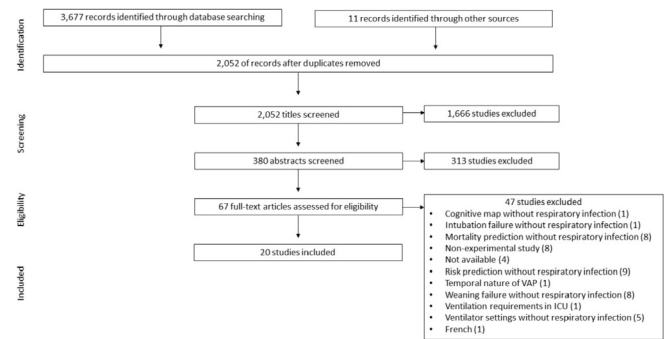 Identification
3,677 records identified through database searching
11 records identified through other sources
2,052 of records after duplicates removed
Screening
2,052 titles screened
1,666 studies excluded
380 abstracts screened
313 studies excluded
Eligibility
67 full-text articles assessed for eligibility
47 studies excluded
• Cognitive map without respiratory infection (1)
• Intubation failure without respiratory infection (1)
• Mortality prediction without respiratory infection (8)
• Non-experimental study (8)
• Not available (4)
• Risk prediction without respiratory infection (9)
• Temporal nature of VAP (1)
• Weaning failure without respiratory infection (8)
• Ventilation requirements in ICU (1)
• Ventilator settings without respiratory infection (5)
• French (1)
Included
20 studies included